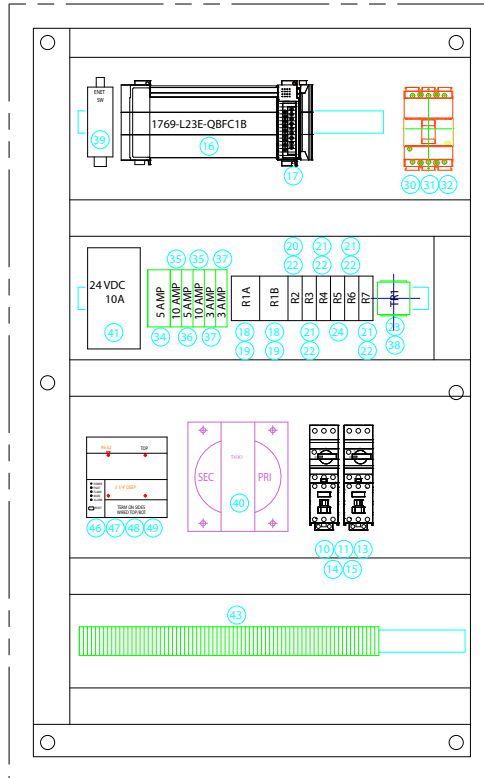 ENET
SW
39
1769-L23E-QBFC1B
16
17
30 31 32
35 35 37
20 21 21
22 22 22
24 VDC
10A
41
5 AMP 10 AMP 5 AMP 10 AMP 3 AMP 3 AMP
R1A R1B R2 R3 R4 R5 R6 R7 TR1
34 36 37
18 18 21 24 21 23
19 19 22 22 38
TOP
TERM ON SIDES
WIRED TOP/BOT
46 47 48 49
SEC PRI
40
10 11 13
14 15
43